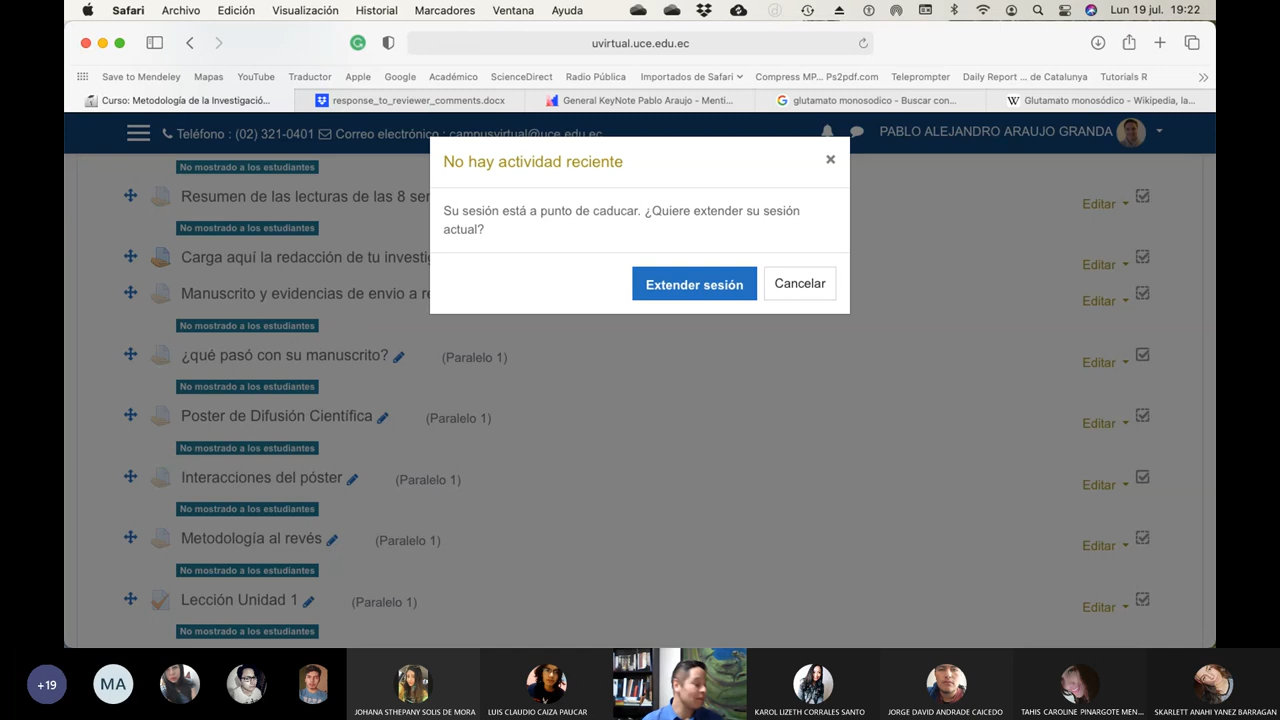 Safari Archivo Edición Visualización Historial Marcadores Ventana Ayuda Lun 19 jul. 19:22
uvirtual.uce.edu.ec
Save to Mendeley Mapas YouTube Traductor Apple Google Académico ScienceDirect Radio Pública Importados de Safari Compress MP... Ps2pdf.com Teleprompter Daily Report ... de Catalunya Tutorials R
Curso: Metodología de la Investigació... response_to_reviewer_comments.docx General KeyNote Pablo Araujo - Menti... glutamato monosodico - Buscar con... Glutamato monosódico - Wikipedia, la...
Teléfono : (02) 321-0401 Correo electrónico : campusvirtual@uce.edu.ec PABLO ALEJANDRO ARAUJO GRANDA
No hay actividad reciente ×
Su sesión está a punto de caducar. ¿Quiere extender su sesión
actual?
Extender sesión Cancelar
No mostrado a los estudiantes
Resumen de las lecturas de las 8 ser Editar
No mostrado a los estudiantes
Carga aquí la redacción de tu investig Editar
Manuscrito y evidencias de envio a re Editar
No mostrado a los estudiantes
¿qué pasó con su manuscrito? (Paralelo 1) Editar
No mostrado a los estudiantes
Poster de Difusión Científica (Paralelo 1) Editar
No mostrado a los estudiantes
Interacciones del póster (Paralelo 1) Editar
No mostrado a los estudiantes
Metodología al revés (Paralelo 1) Editar
No mostrado a los estudiantes
Lección Unidad 1 (Paralelo 1) Editar
No mostrado a los estudiantes
+19 MA
JOHANA STHEPANY SOLIS DE MORA LUIS CLAUDIO CAIZA PAUCAR KAROL LIZETH CORRALES SANTO JORGE DAVID ANDRADE CAICEDO TAHIS CAROLINE PINARGOTE MEN... SKARLETT ANAHI YANEZ BARRAGAN